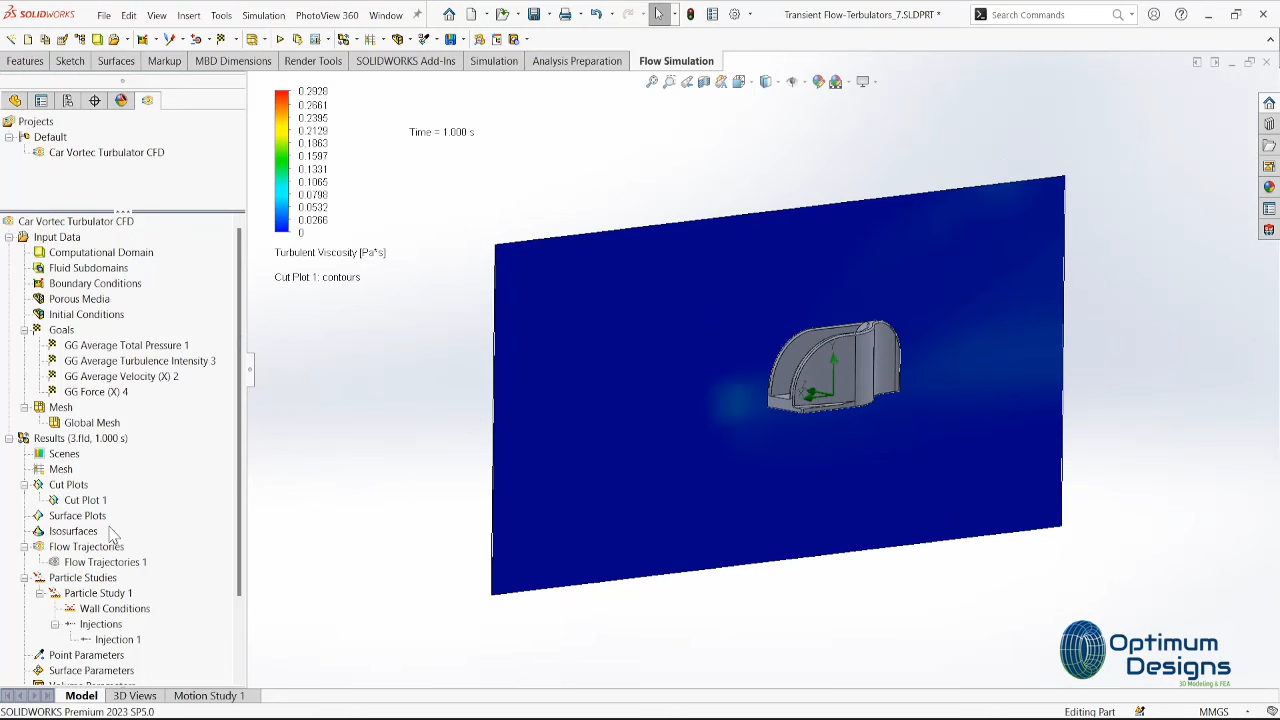 SOLIDWORKS
File Edit View Insert Tools Simulation PhotoView 360 Window
Transient Flow-Terbulators_7.SLDPRT *
Search Commands
Features Sketch Surfaces Markup MBD Dimensions Render Tools SOLIDWORKS Add-Ins Simulation Analysis Preparation Flow Simulation
Projects
Default
Car Vortec Turbulator CFD
Car Vortec Turbulator CFD
Input Data
Computational Domain
Fluid Subdomains
Boundary Conditions
Porous Media
Initial Conditions
Goals
GG Average Total Pressure 1
GG Average Turbulence Intensity 3
GG Average Velocity (X) 2
GG Force (X) 4
Mesh
Global Mesh
Results (3.fld, 1.000 s)
Scenes
Mesh
Cut Plots
Cut Plot 1
Surface Plots
Isosurfaces
Flow Trajectories
Flow Trajectories 1
Particle Studies
Particle Study 1
Wall Conditions
Injections
Injection 1
Point Parameters
Surface Parameters
0.2928
0.2661
0.2395
0.2129
0.1863
0.1597
0.1331
0.1065
0.0798
0.0532
0.0266
0
Turbulent Viscosity [Pa*s]
Cut Plot 1: contours
Time = 1.000 s
Optimum
Designs
3D Modeling & FEA
Model 3D Views Motion Study 1
SOLIDWORKS Premium 2023 SP5.0
Editing Part
MMGS